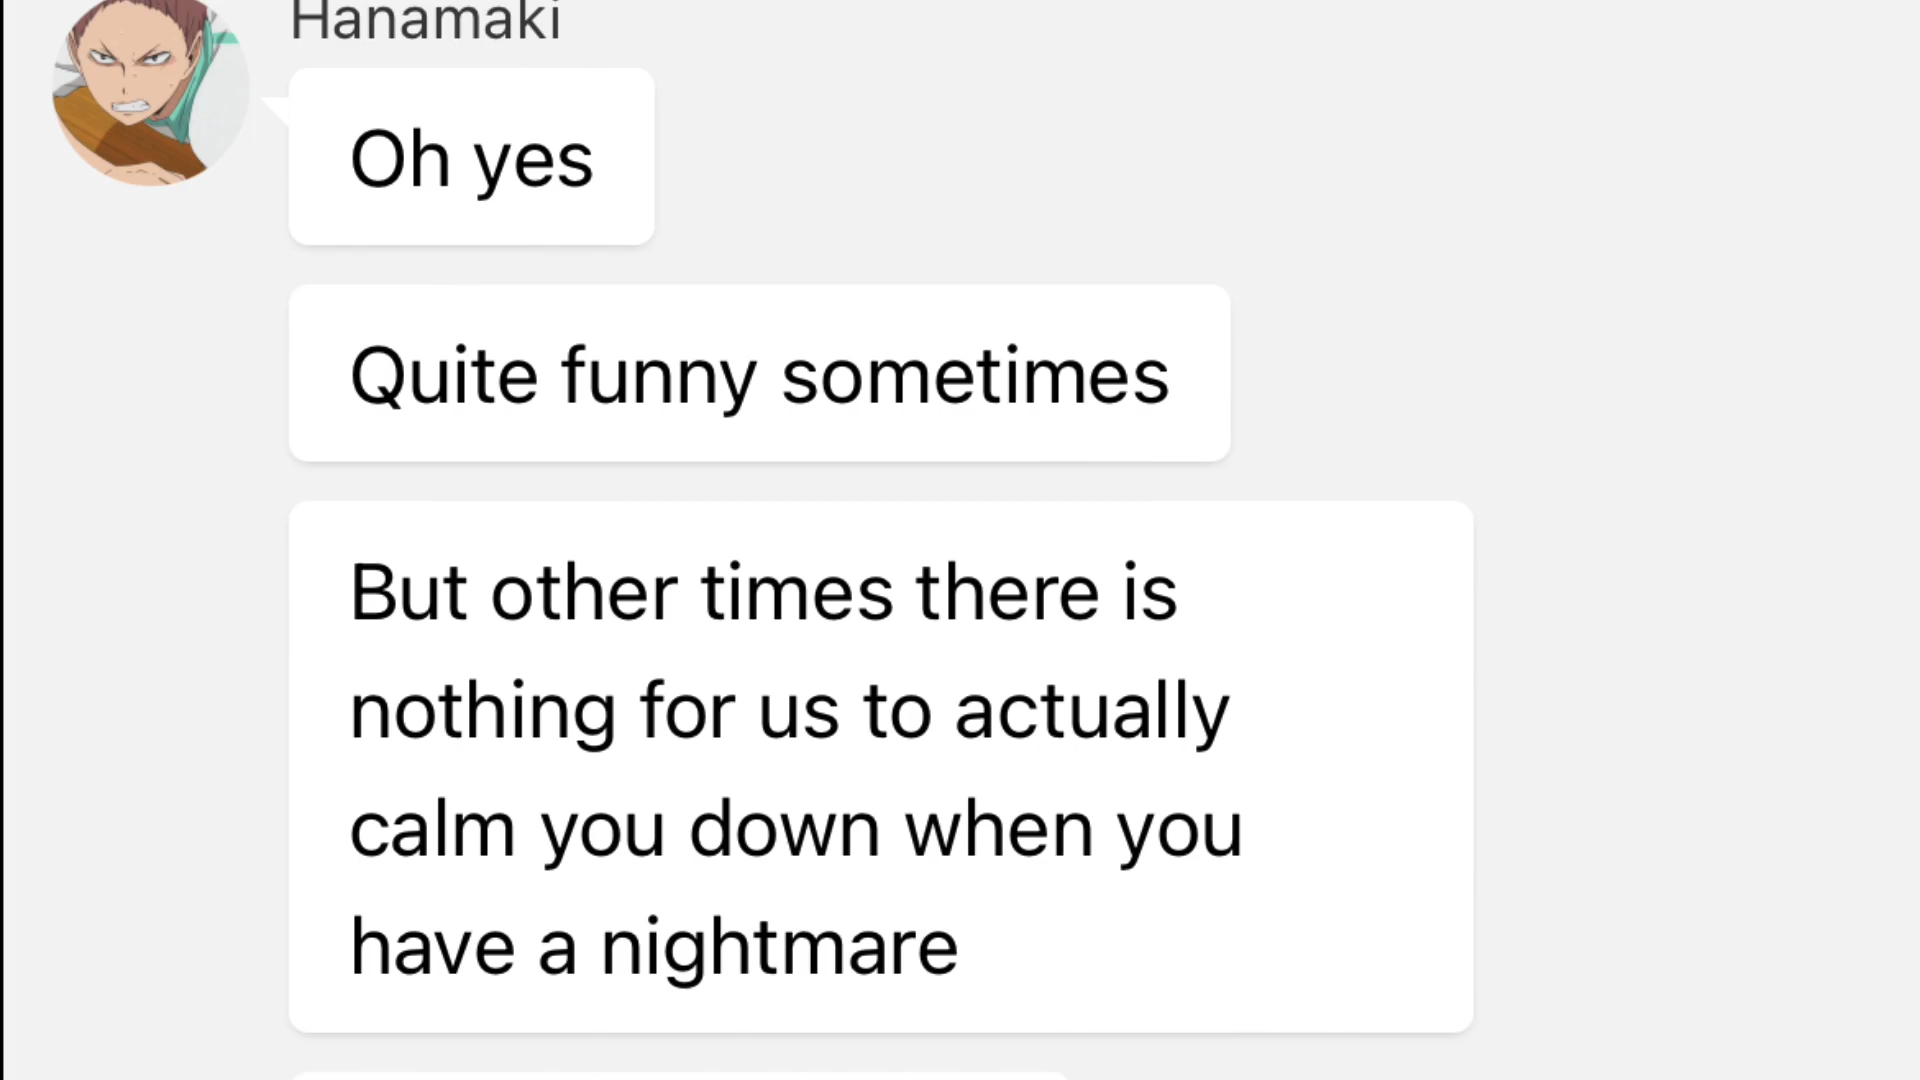 Hanamaki
Oh yes
Quite funny sometimes
But other times there is
nothing for us to actually
calm you down when you
have a nightmare